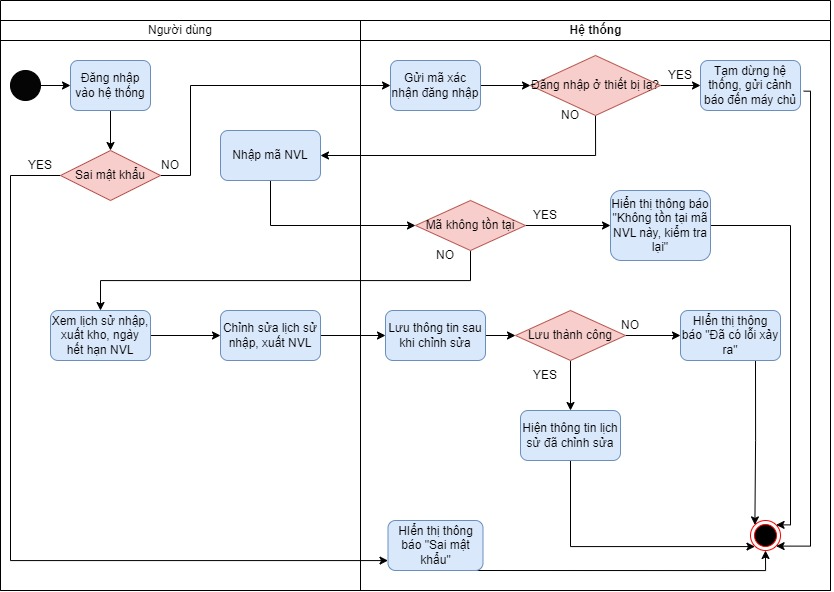 Người dùng
Hệ thống
Đăng nhập
vào hệ thống
Gửi mã xác
nhận đăng nhập
Đăng nhập ở thiết bị lạ?
YES
Tạm dừng hệ
thống, gửi cảnh
báo đến máy chủ
NO
Sai mật khẩu
YES
NO
Nhập mã NVL
Mã không tồn tại
YES
NO
Hiển thị thông báo
"Không tồn tại mã
NVL này, kiểm tra
lại"
Xem lịch sử nhập,
xuất kho, ngày
hết hạn NVL
Chỉnh sửa lịch sử
nhập, xuất NVL
Lưu thông tin sau
khi chỉnh sửa
Lưu thành công
NO
YES
HIển thị thông
báo "Đã có lỗi xảy
ra"
Hiện thông tin lịch
sử đã chỉnh sửa
HIển thị thông
báo "Sai mật
khẩu"